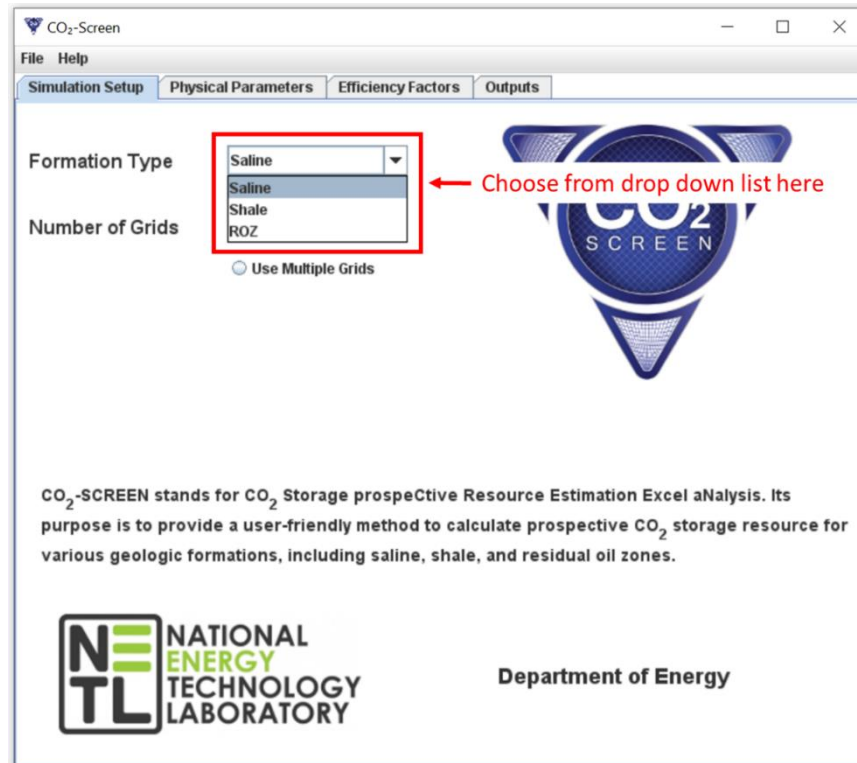 CO₂-Screen
File Help
Simulation Setup Physical Parameters Efficiency Factors Outputs
Formation Type Saline
Saline
Shale
ROZ
Choose from drop down list here
Number of Grids
Use Multiple Grids
CO2
SCREEN
CO₂-SCREEN stands for CO₂ Storage prospeCtive Resource Estimation Excel aNalysis. Its
purpose is to provide a user-friendly method to calculate prospective CO₂ storage resource for
various geologic formations, including saline, shale, and residual oil zones.
NE
TL
NATIONAL
ENERGY
TECHNOLOGY
LABORATORY
Department of Energy